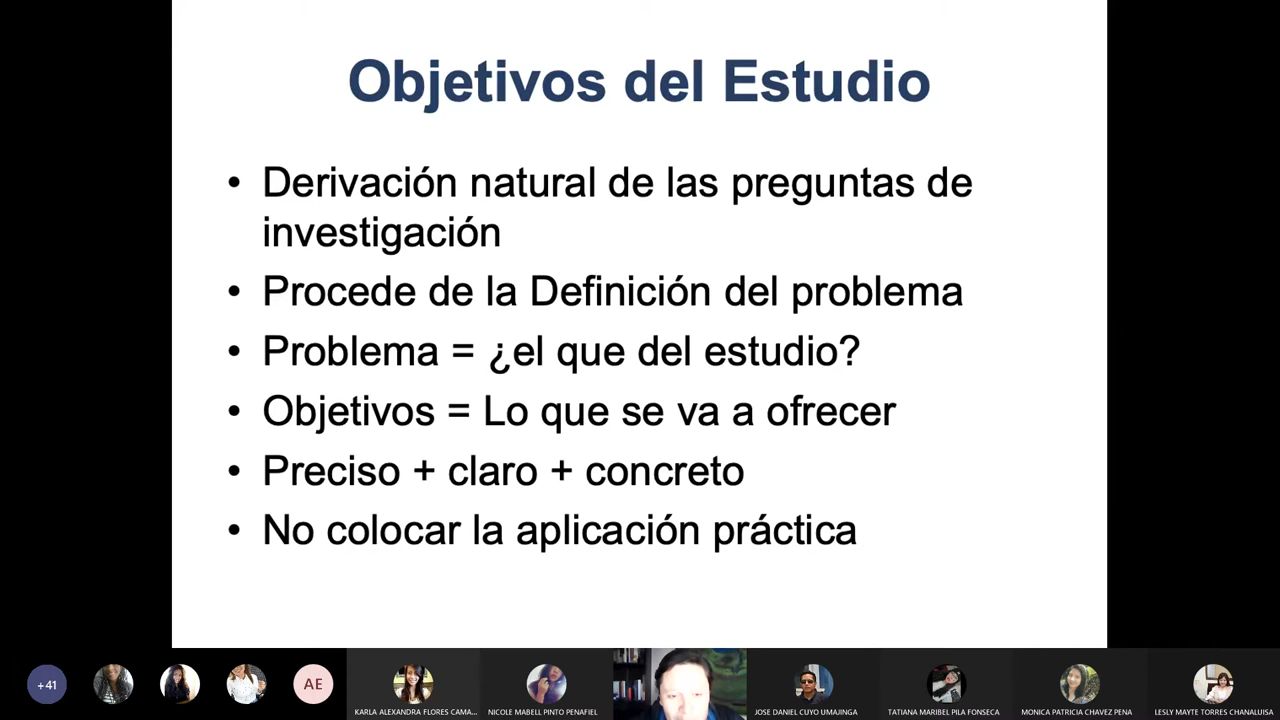 Objetivos del Estudio
• Derivación natural de las preguntas de
investigación
• Procede de la Definición del problema
• Problema = ¿el que del estudio?
• Objetivos = Lo que se va a ofrecer
• Preciso + claro + concreto
• No colocar la aplicación práctica
+41
AE
KARLA ALEXANDRA FLORES CAMA...
NICOLE MABELL PINTO PENAFIEL
JOSE DANIEL CUYO UMAJINGA
TATIANA MARIBEL PILA FONSECA
MONICA PATRICIA CHAVEZ PENA
LESLY MAYTE TORRES CHANALUISA